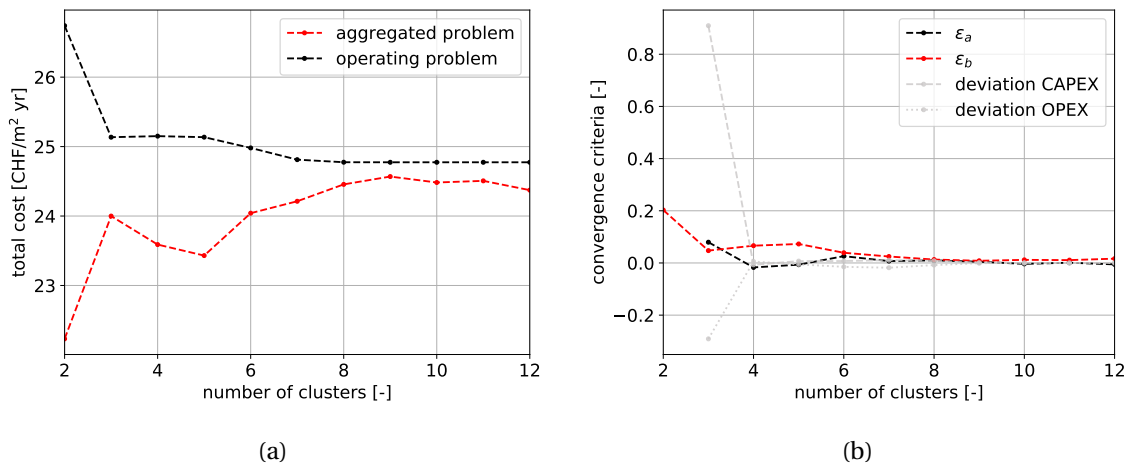 26
25
24
23
2 4 6 8 10 12
total cost [CHF/m² yr]
number of clusters [-]
aggregated problem
operating problem
(a)
0.8
0.6
0.4
0.2
0.0
−0.2
2 4 6 8 10 12
convergence criteria [-]
number of clusters [-]
εa
εb
deviation CAPEX
deviation OPEX
(b)